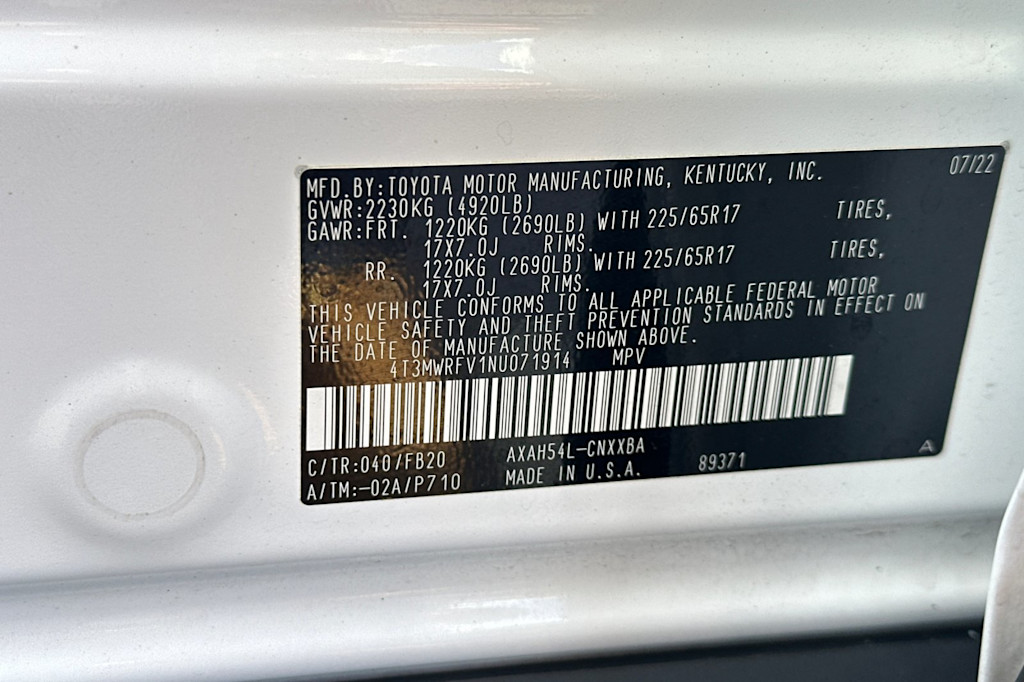 07/22
MFD.BY:TOYOTA MOTOR MANUFACTURING, KENTUCKY, INC.
GVWR:2230KG (4920LB)
GAWR:FRT. 1220KG (2690LB) WITH 225/65R17 TIRES,
17X7.0J RIMS.
RR. 1220KG (2690LB) WITH 225/65R17 TIRES,
17X7.0J RIMS.
THIS VEHICLE CONFORMS TO ALL APPLICABLE FEDERAL MOTOR
VEHICLE SAFETY AND THEFT PREVENTION STANDARDS IN EFFECT ON
THE DATE OF MANUFACTURE SHOWN ABOVE.
4T3MWRFV1NU071914 MPV
C/TR:040/FB20 AXAH54L-CNXXBA A
A/TM:-02A/P710 MADE IN U.S.A. 89371